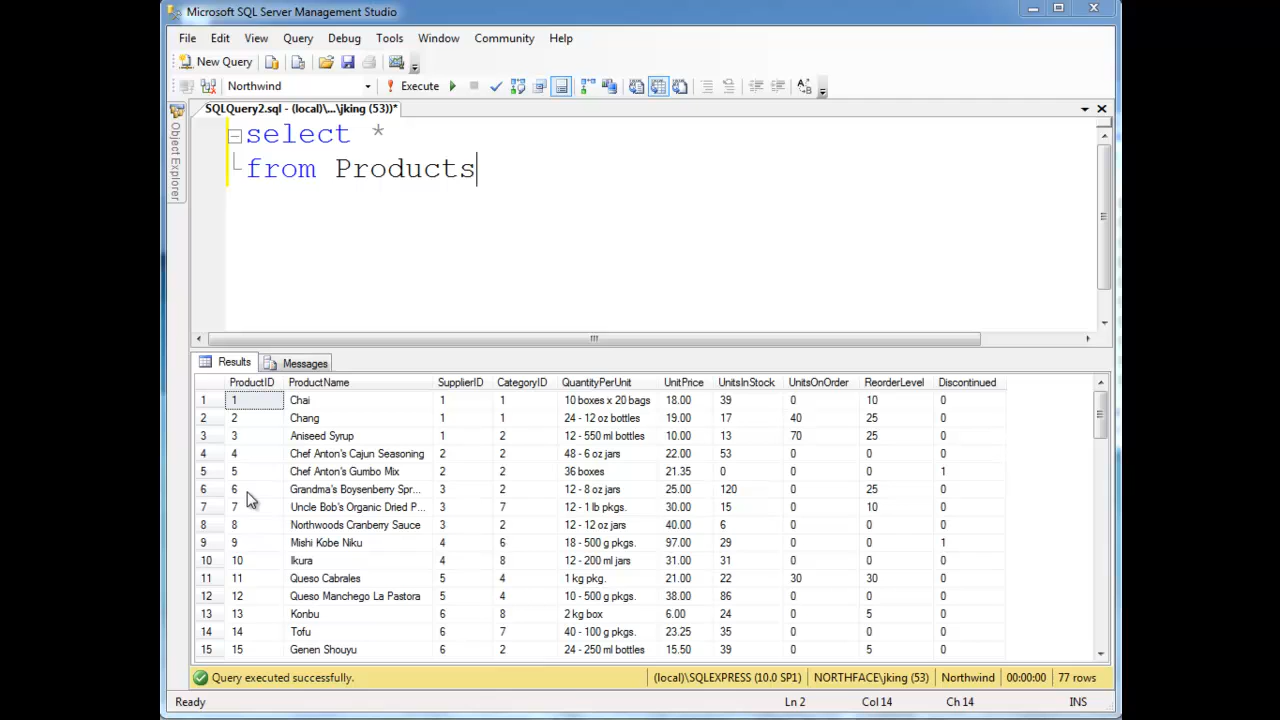 Microsoft SQL Server Management Studio
File Edit View Query Debug Tools Window Community Help
New Query
Northwind Execute
SQLQuery2.sql - (local)\...\jking (53))*
Object Explorer
select *
from Products
Results Messages
ProductID ProductName SupplierID CategoryID QuantityPerUnit UnitPrice UnitsInStock UnitsOnOrder ReorderLevel Discontinued
1 1 Chai 1 1 10 boxes x 20 bags 18.00 39 0 10 0
2 2 Chang 1 1 24 - 12 oz bottles 19.00 17 40 25 0
3 3 Aniseed Syrup 1 2 12 - 550 ml bottles 10.00 13 70 25 0
4 4 Chef Anton's Cajun Seasoning 2 2 48 - 6 oz jars 22.00 53 0 0 0
5 5 Chef Anton's Gumbo Mix 2 2 36 boxes 21.35 0 0 0 1
6 6 Grandma's Boysenberry Spr... 3 2 12 - 8 oz jars 25.00 120 0 25 0
7 7 Uncle Bob's Organic Dried P... 3 7 12 - 1 lb pkgs. 30.00 15 0 10 0
8 8 Northwoods Cranberry Sauce 3 2 12 - 12 oz jars 40.00 6 0 0 0
9 9 Mishi Kobe Niku 4 6 18 - 500 g pkgs. 97.00 29 0 0 1
10 10 Ikura 4 8 12 - 200 ml jars 31.00 31 0 0 0
11 11 Queso Cabrales 5 4 1 kg pkg. 21.00 22 30 30 0
12 12 Queso Manchego La Pastora 5 4 10 - 500 g pkgs. 38.00 86 0 0 0
13 13 Konbu 6 8 2 kg box 6.00 24 0 5 0
14 14 Tofu 6 7 40 - 100 g pkgs. 23.25 35 0 0 0
15 15 Genen Shouyu 6 2 24 - 250 ml bottles 15.50 39 0 5 0
Query executed successfully. (local)\SQLEXPRESS (10.0 SP1) NORTHFACE\jking (53) Northwind 00:00:00 77 rows
Ready Ln 2 Col 14 Ch 14 INS